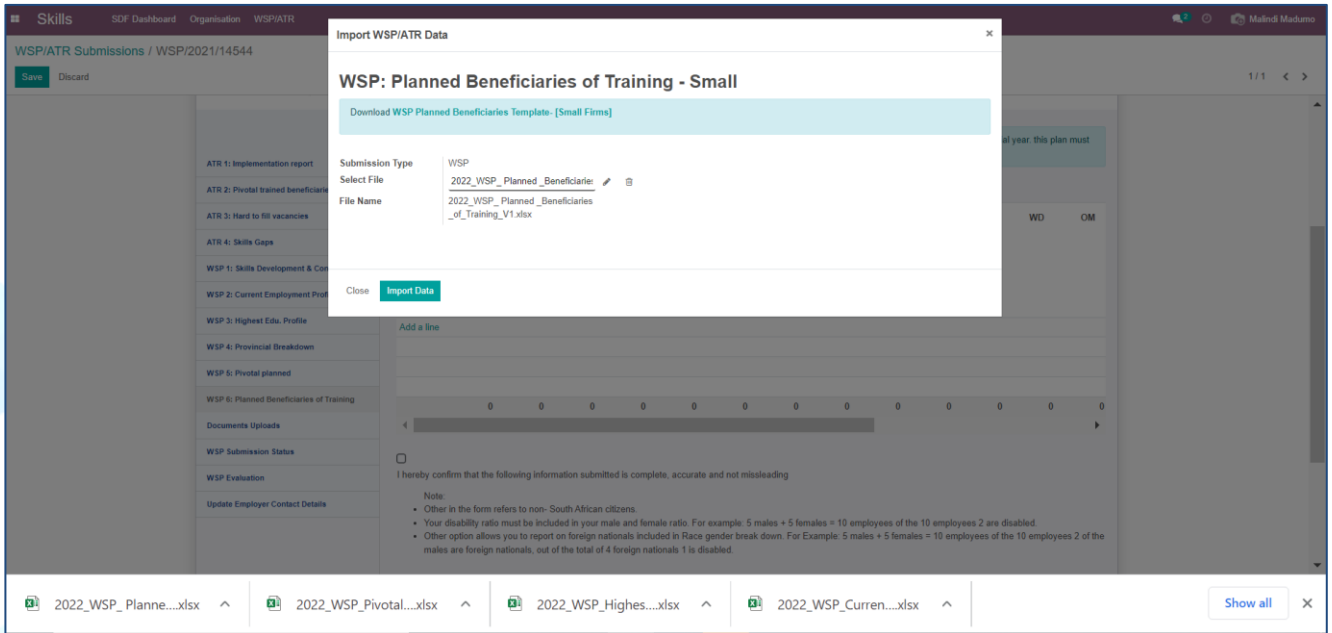 Skills SDF Dashboard Organisation WSP/ATR 2 Malindi Madumo
WSP/ATR Submissions / WSP/2021/14544
Save Discard 1 / 1
Import WSP/ATR Data ×
WSP: Planned Beneficiaries of Training - Small
Download WSP Planned Beneficiaries Template- [Small Firms]
al year. this plan must
Submission Type WSP
Select File 2022_WSP_ Planned _Beneficiaries
File Name 2022_WSP_ Planned _Beneficiaries
_of_Training_V1.xlsx
Close Import Data
WD OM
ATR 1: Implementation report
ATR 2: Pivotal trained beneficiarie
ATR 3: Hard to fill vacancies
ATR 4: Skills Gaps
WSP 1: Skills Development & Con
WSP 2: Current Employment Prof
WSP 3: Highest Edu. Profile
WSP 4: Provincial Breakdown
WSP 5: Pivotal planned
WSP 6: Planned Beneficiaries of Training
Documents Uploads
WSP Submission Status
WSP Evaluation
Update Employer Contact Details
Add a line
0 0 0 0 0 0 0 0 0 0 0 0 0
I hereby confirm that the following information submitted is complete, accurate and not missleading
Note:
• Other in the form refers to non- South African citizens.
• Your disability ratio must be included in your male and female ratio. For example: 5 males + 5 females = 10 employees of the 10 employees 2 are disabled.
• Other option allows you to report on foreign nationals included in Race gender break down. For Example: 5 males + 5 females = 10 employees of the 10 employees 2 of the
males are foreign nationals, out of the total of 4 foreign nationals 1 is disabled.
2022_WSP_ Planne....xlsx 2022_WSP_Pivotal....xlsx 2022_WSP_Highes....xlsx 2022_WSP_Curren....xlsx Show all ×